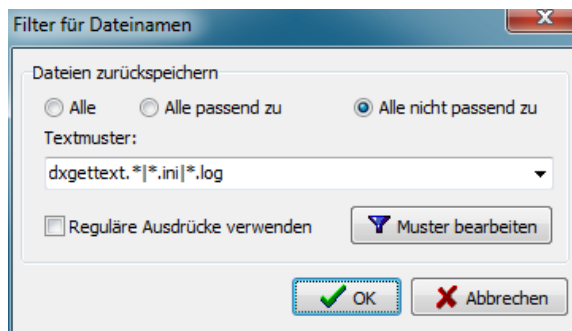 Filter für Dateinamen
Dateien zurückspeichern
Alle Alle passend zu Alle nicht passend zu
Textmuster:
dxgettext.*|*.ini|*.log
Reguläre Ausdrücke verwenden Muster bearbeiten
OK Abbrechen